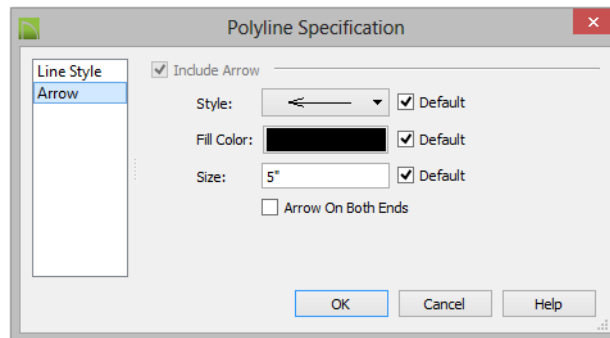 Polyline Specification
Line Style
Arrow
Include Arrow
Style: Default
Fill Color: Default
Size: 5" Default
Arrow On Both Ends
OK Cancel Help